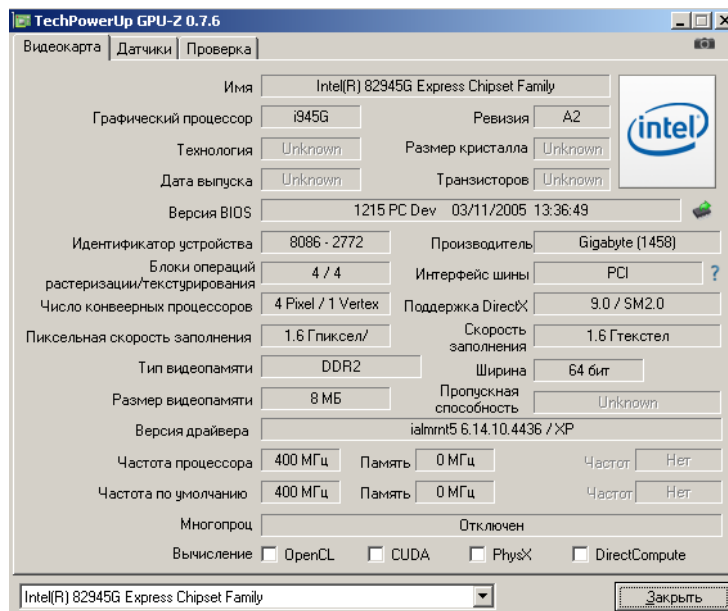 TechPowerUp GPU-Z 0.7.6
Видеокарта Датчики Проверка
Имя Intel(R) 82945G Express Chipset Family
intel
Графический процессор i945G Ревизия A2
Технология Unknown Размер кристалла Unknown
Дата выпуска Unknown Транзисторов Unknown
Версия BIOS 1215 PC Dev 03/11/2005 13:36:49
Идентификатор устройства 8086 - 2772 Производитель Gigabyte (1458)
Блоки операций
растеризации/текстурирования 4 / 4 Интерфейс шины PCI ?
Число конвеерных процессоров 4 Pixel / 1 Vertex Поддержка DirectX 9.0 / SM2.0
Пиксельная скорость заполнения 1.6 Гпиксел/ Скорость
заполнения 1.6 Гтекстел
Тип видеопамяти DDR2 Ширина 64 бит
Размер видеопамяти 8 МБ Пропускная
способность Unknown
Версия драйвера ialmrnt5 6.14.10.4436 / XP
Частота процессора 400 МГц Память 0 МГц Частот Нет
Частота по умолчанию 400 МГц Память 0 МГц Частот Нет
Многопроц Отключен
Вычисление OpenCL CUDA PhysX DirectCompute
Intel(R) 82945G Express Chipset Family Закрыть